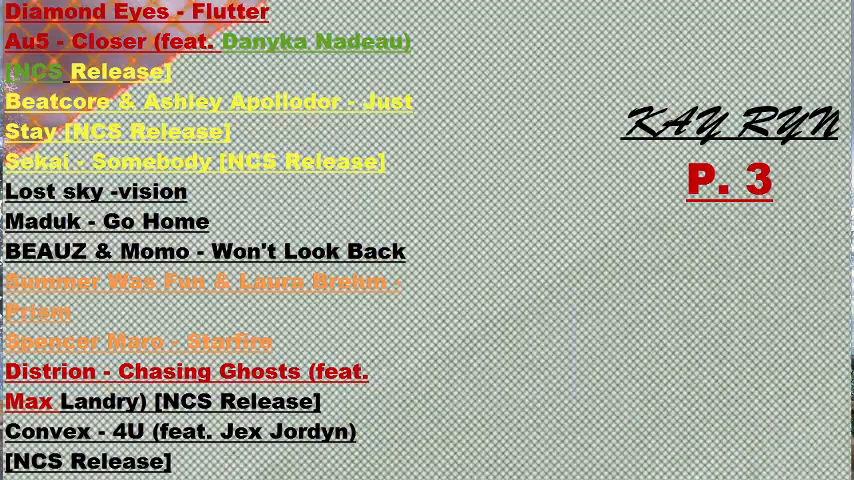 Diamond Eyes - Flutter
Au5 - Closer (feat. Danyka Nadeau)
[NCS Release]
Beatcore & Ashley Apollodor - Just
Stay [NCS Release]
Sekai - Somebody [NCS Release]
Lost sky -vision
Maduk - Go Home
BEAUZ & Momo - Won't Look Back
Summer Was Fun & Laura Brehm -
Prism
Spencer Maro - Starfire
Distrion - Chasing Ghosts (feat.
Max Landry) [NCS Release]
Convex - 4U (feat. Jex Jordyn)
[NCS Release]
KAY RYN
P. 3